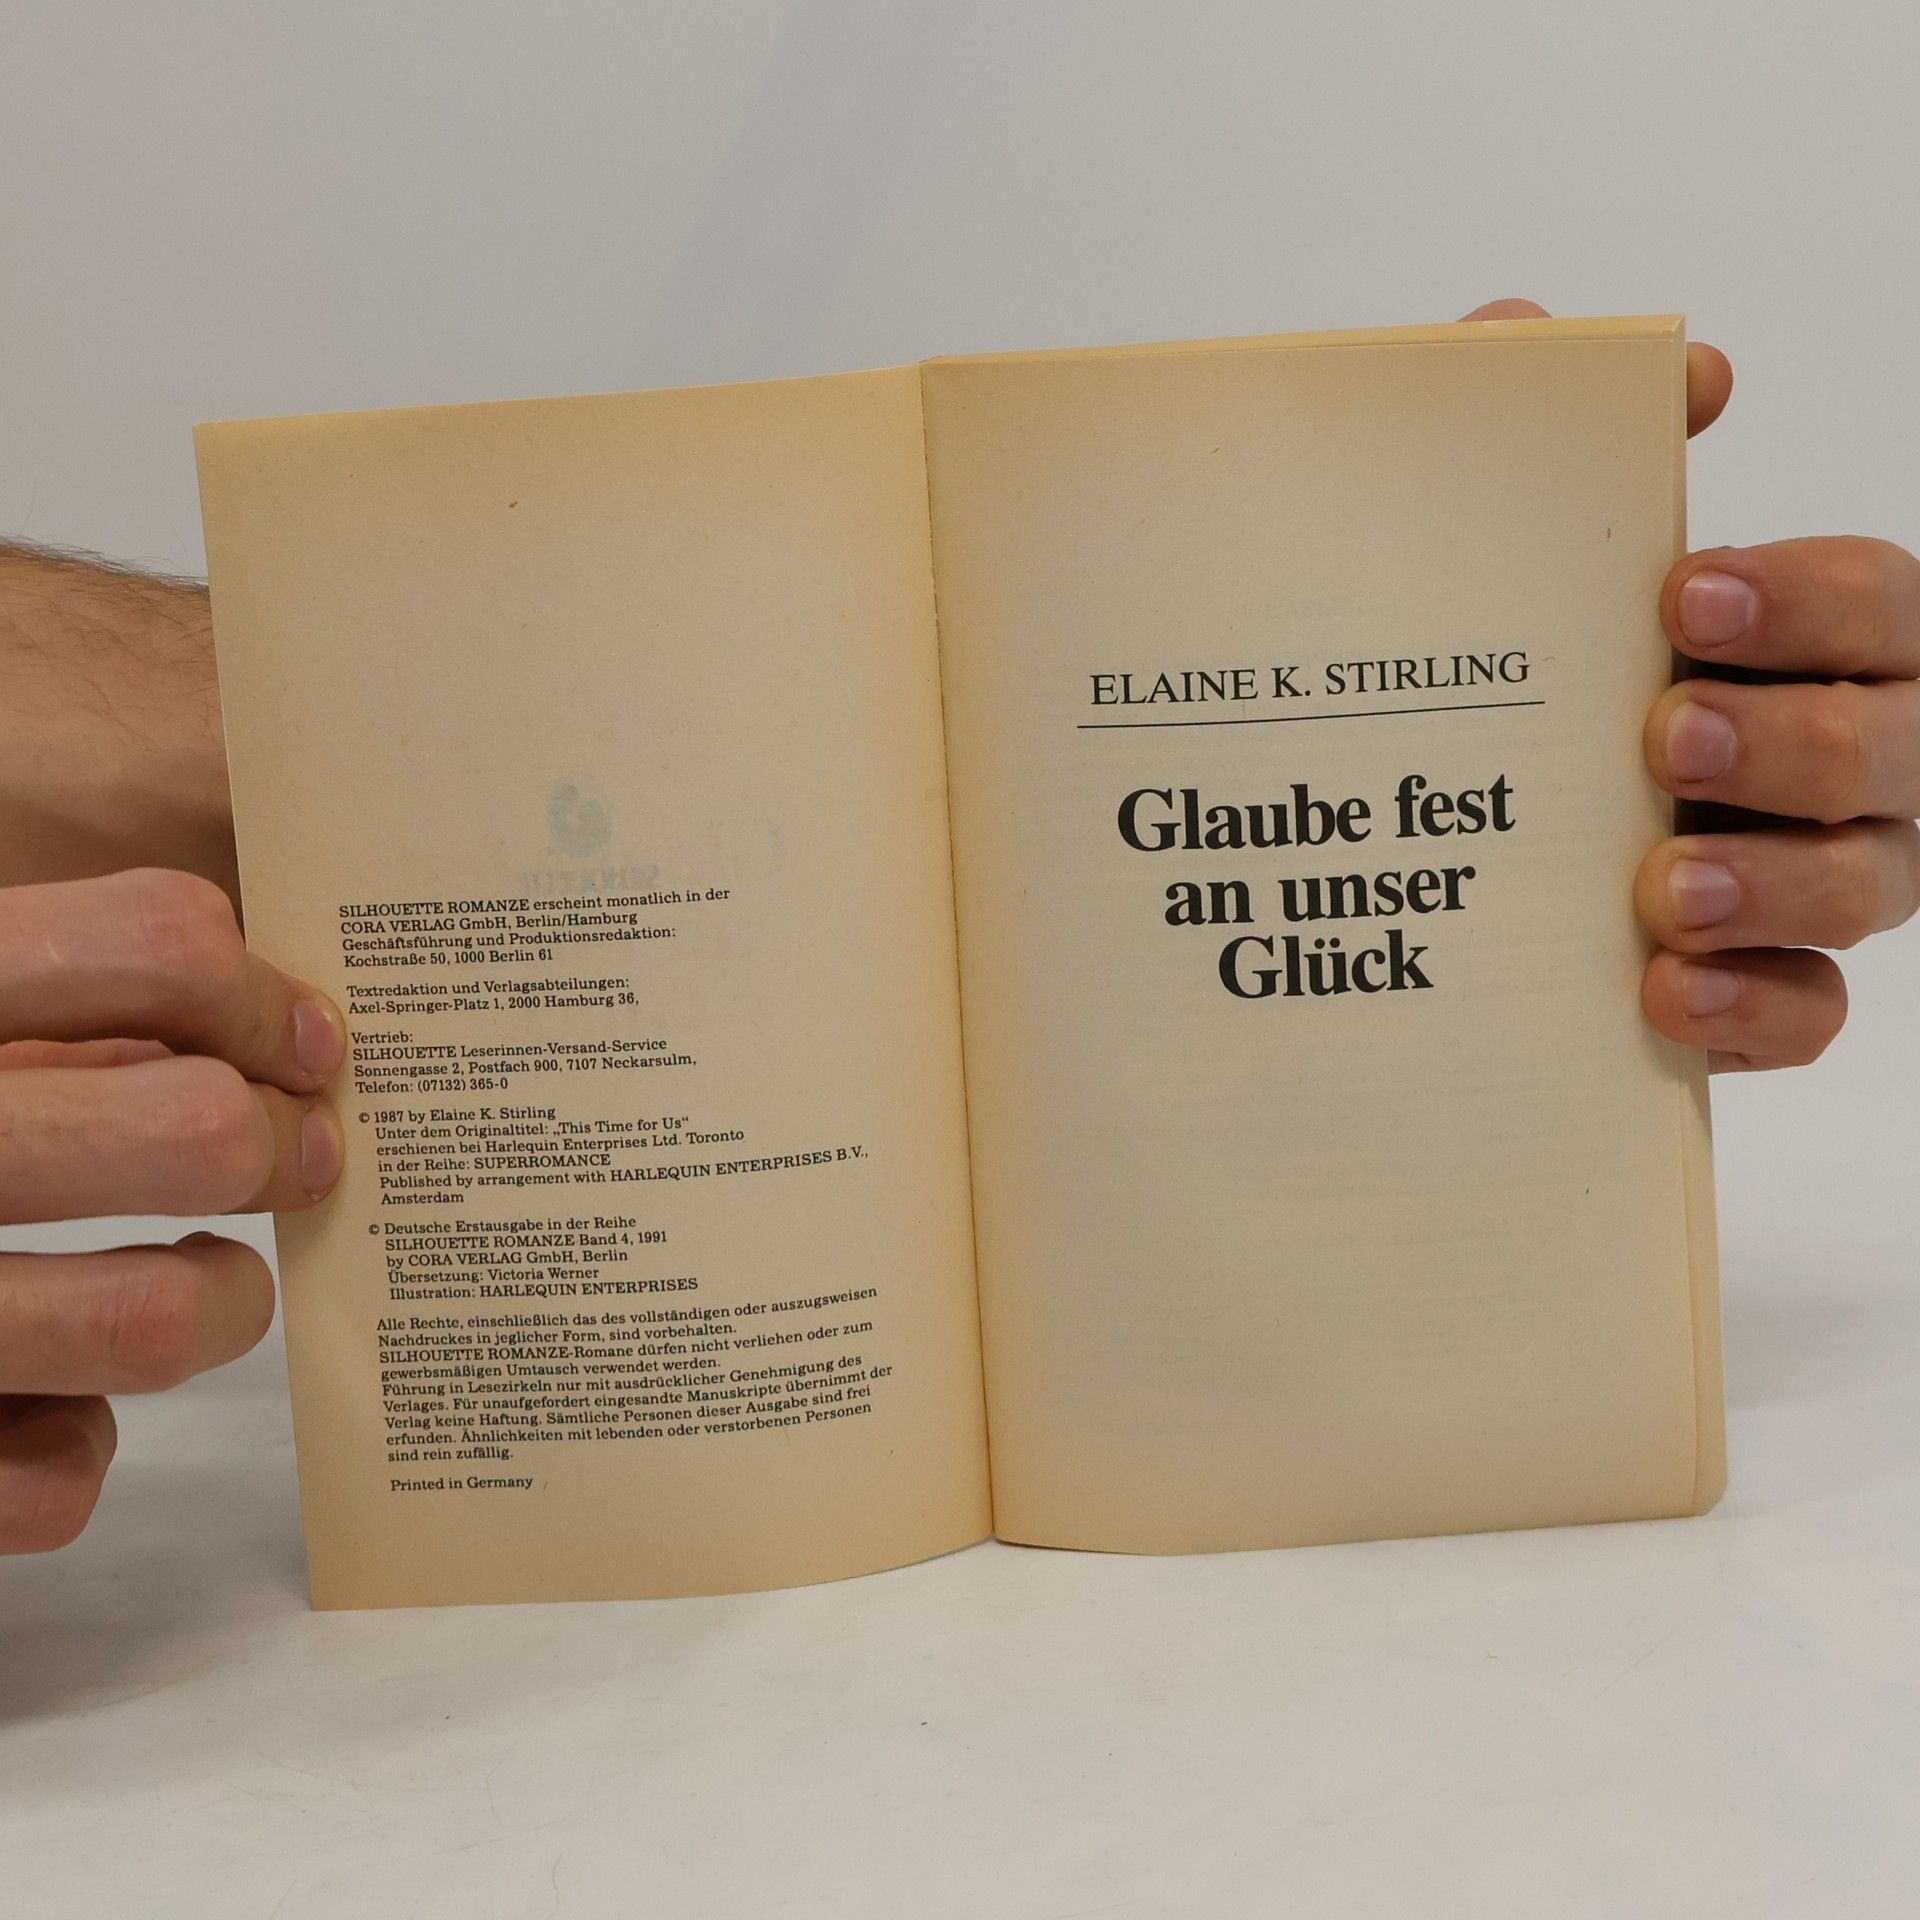 SILHOUETTE ROMANZE erscheint monatlich in der
CORA VERLAG GmbH, Berlin/Hamburg
Geschäftsführung und Produktionsredaktion:
Kochstraße 50, 1000 Berlin 61
Textredaktion und Verlagsabteilungen:
Axel-Springer-Platz 1, 2000 Hamburg 36,
Vertrieb:
SILHOUETTE Leserinnen-Versand-Service
Sonnengasse 2, Postfach 900, 7107 Neckarsulm,
Telefon: (07132) 365-0
© 1987 by Elaine K. Stirling
Unter dem Originaltitel: „This Time for Us“
erschienen bei Harlequin Enterprises Ltd. Toronto
in der Reihe: SUPERROMANCE
Published by arrangement with HARLEQUIN ENTERPRISES B.V.,
Amsterdam
© Deutsche Erstausgabe in der Reihe
SILHOUETTE ROMANZE Band 4, 1991
by CORA VERLAG GmbH, Berlin
Übersetzung: Victoria Werner
Illustration: HARLEQUIN ENTERPRISES
Alle Rechte, einschließlich das des vollständigen oder auszugsweisen
Nachdruckes in jeglicher Form, sind vorbehalten.
SILHOUETTE ROMANZE-Romane dürfen nicht verliehen oder zum
gewerbsmäßigen Umtausch verwendet werden.
Führung in Lesezirkeln nur mit ausdrücklicher Genehmigung des
Verlages. Für unaufgefordert eingesandte Manuskripte übernimmt der
Verlag keine Haftung. Sämtliche Personen dieser Ausgabe sind frei
erfunden. Ähnlichkeiten mit lebenden oder verstorbenen Personen
sind rein zufällig.
Printed in Germany
ELAINE K. STIRLING
Glaube fest
an unser
Glück